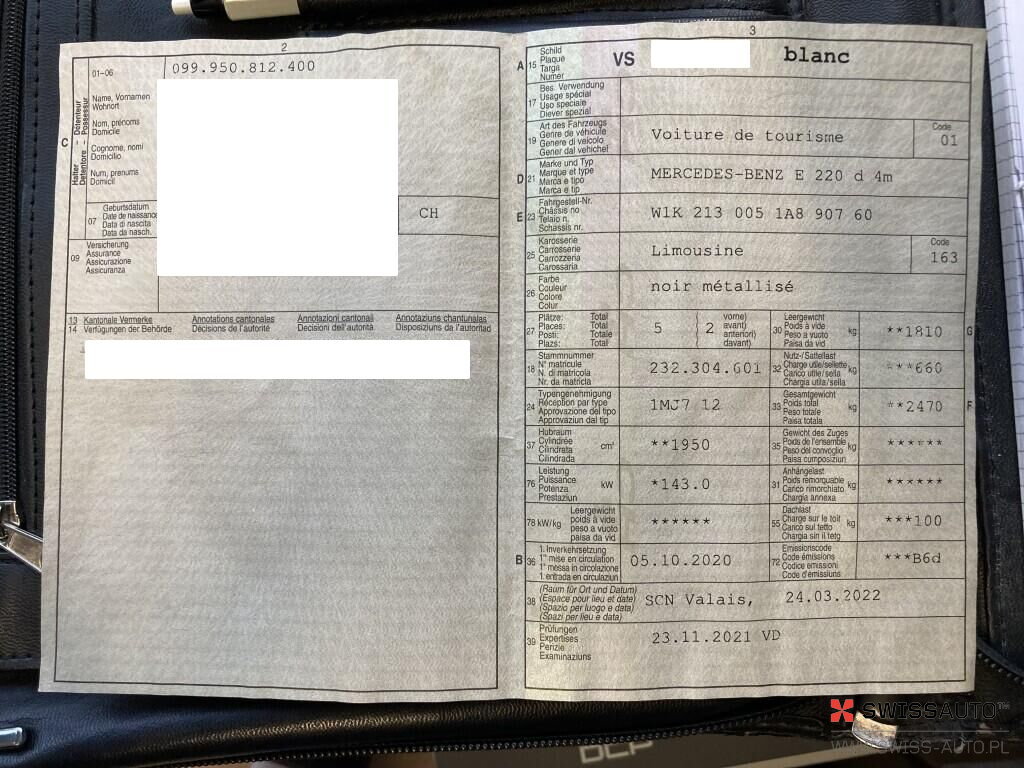 2
01-06
099.950.812.400
C
Halter - Détenteur
Detentore - Possessur
Name, Vornamen
Wohnort
Nom, prénoms
Domicile
Cognome, nomi
Domicilio
Num, prenums
Domicil
07
Geburtsdatum
Date de naissance
Data di nascita
Data da nasch.
CH
09
Versicherung
Assurance
Assicurazione
Assicuranza
13 Kantonale Vermerke Annotations cantonales Annotazioni cantonali Annotaziuns chantunalas
14 Verfügungen der Behörde Décisions de l'autorité Decisioni dell'autorità Disposiziuns da l'autoritad
3
A 15
Schild
Plaque
Targa
Numer
VS blanc
17
Bes. Verwendung
Usage spécial
Uso speciale
Diever spezial
19
Art des Fahrzeugs
Genre de véhicule
Genere di veicolo
Gener dal vehichel
Voiture de tourisme
Code
01
D 21
Marke und Typ
Marque et type
Marca e tipo
Marca e tip
MERCEDES-BENZ E 220 d 4m
E 23
Fahrgestell-Nr.
Châssis no
Telaio n.
Schassis nr.
W1K 213 005 1A8 907 60
25
Karosserie
Carrosserie
Carrozzeria
Carossaria
Limousine
Code
163
26
Farbe
Couleur
Colore
Colur
noir métallisé
27
Plätze: Total
Places: Total
Posti: Totale
Plazs: Total
5 2
vorne)
avant)
anteriori)
davant)
30
Leergewicht
Poids à vide
Peso a vuoto
Paisa da vid
kg
**1810
G
18
Stammnummer
N° matricule
N. di matricola
Nr. da matricla
232.304.601
32
Nutz-/Sattellast
Charge utile/sellette
Carico utile/sella
Chargia utila/sella
kg
***660
24
Typengenehmigung
Réception par type
Approvazione del tipo
Approvaziun dal tip
1MJ7 12
33
Gesamtgewicht
Poids total
Peso totale
Paisa totala
kg
**2470
F
37
Hubraum
Cylindrée
Cilindrata
Cilindrada
cm³
**1950
35
Gewicht des Zuges
Poids de l'ensemble
Peso del convoglio
Paisa cumposiziun
kg
******
76
Leistung
Puissance
Potenza
Prestaziun
kW
*143.0
31
Anhängelast
Poids remorquable
Carico rimorchiato
Chargia annexa
kg
******
78 kW/kg
Leergewicht
poids à vide
peso a vuoto
paisa da vid
******
55
Dachlast
Charge sur le toit
Carico sul tetto
Chargia sin il tetg
kg
***100
B 36
1. Inverkehrsetzung
1re mise en circulation
1a messa in circolazione
1. entrada en circulaziun
05.10.2020
72
Emissionscode
Code émissions
Codice emissioni
Code d'emissiuns
***B6d
38
(Raum für Ort und Datum)
(Espace pour lieu et date)
(Spazio per luogo e data)
(Spazi per lieu e data)
SCN Valais, 24.03.2022
39
Prüfungen
Expertises
Perizie
Examinaziuns
23.11.2021 VD
SWISSAUTO™
WWW.SWISS-AUTO.PL